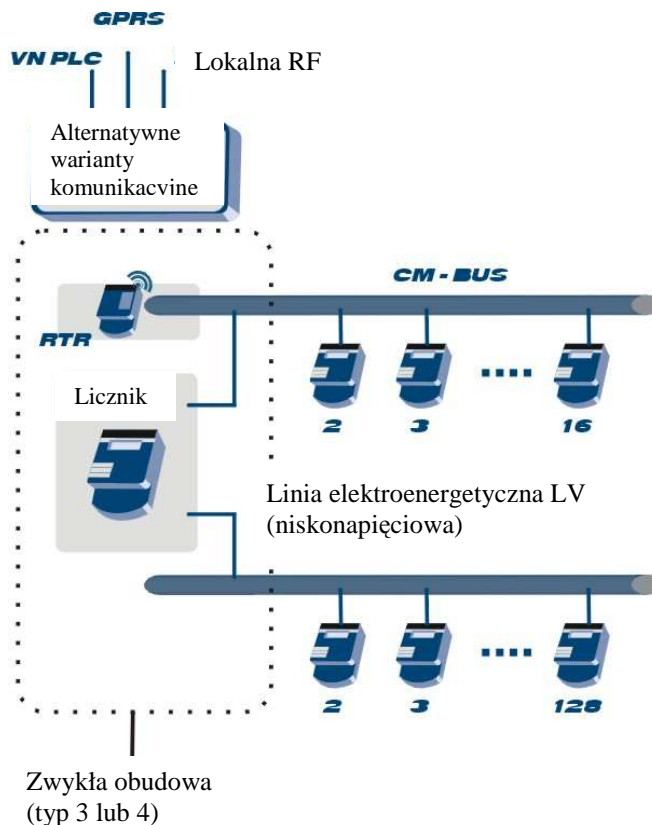 GPRS
VN PLC
Lokalna RF
Alternatywne
warianty
komunikacvine
CM - BUS
RTR
Licznik
2
3
16
Linia elektroenergetyczna LV
(niskonapięciowa)
2
3
128
Zwykła obudowa
(typ 3 lub 4)